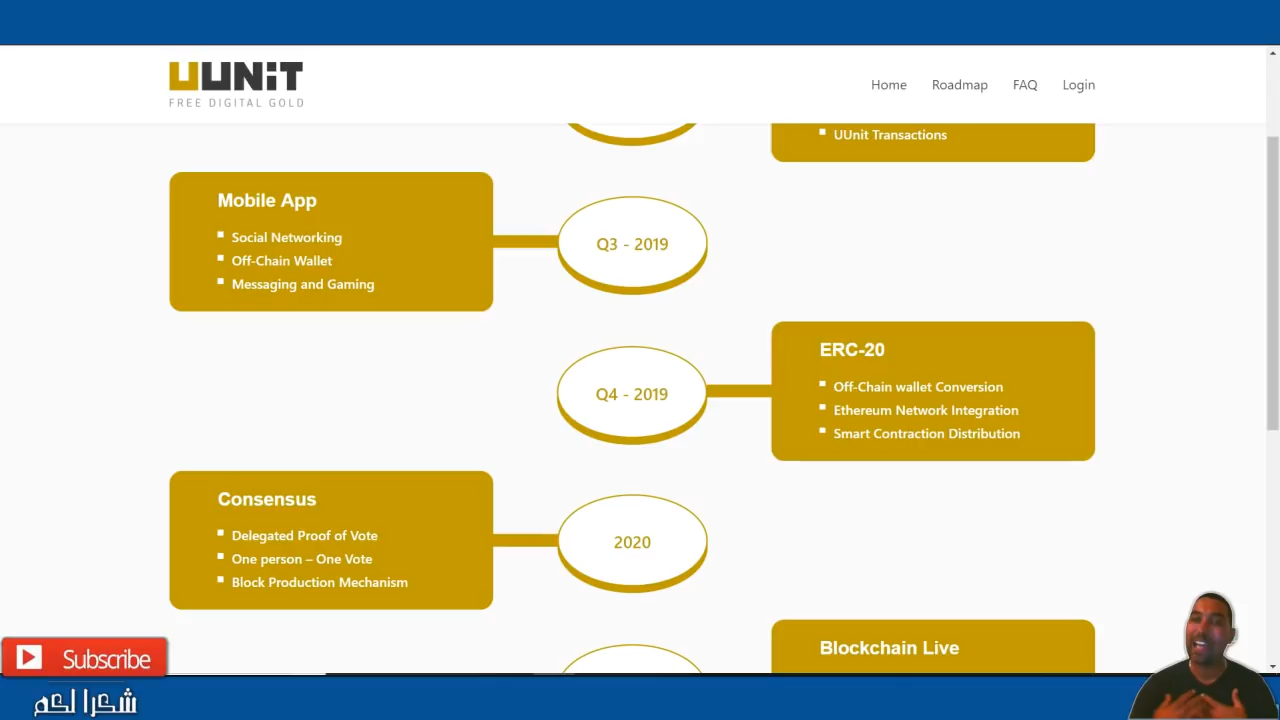 UUNIT
FREE DIGITAL GOLD
Home
Roadmap
FAQ
Login
UUnit Transactions
Mobile App
Social Networking
Off-Chain Wallet
Messaging and Gaming
Q3 - 2019
ERC-20
Off-Chain wallet Conversion
Ethereum Network Integration
Smart Contraction Distribution
Q4 - 2019
Consensus
Delegated Proof of Vote
One person – One Vote
Block Production Mechanism
2020
Blockchain Live
Subscribe
شكرا لكم